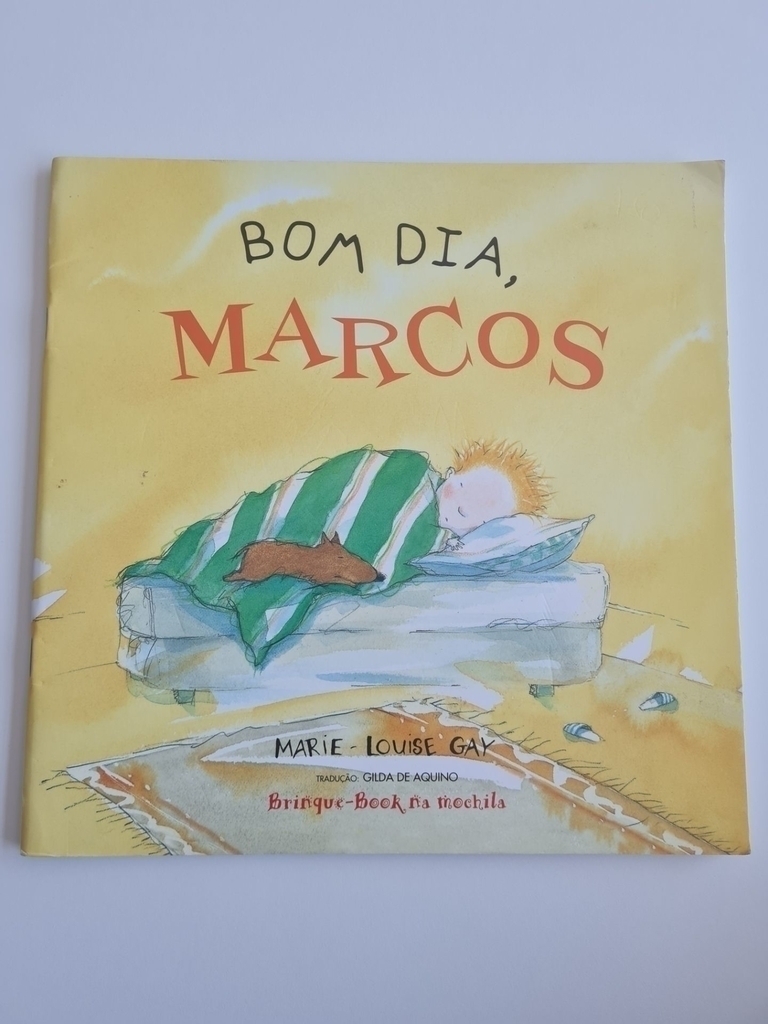 BOM DIA,
MARCOS
MARIE-LOUISE GAY
TRADUÇÃO: GILDA DE AQUINO
Brinque-Book na mochila